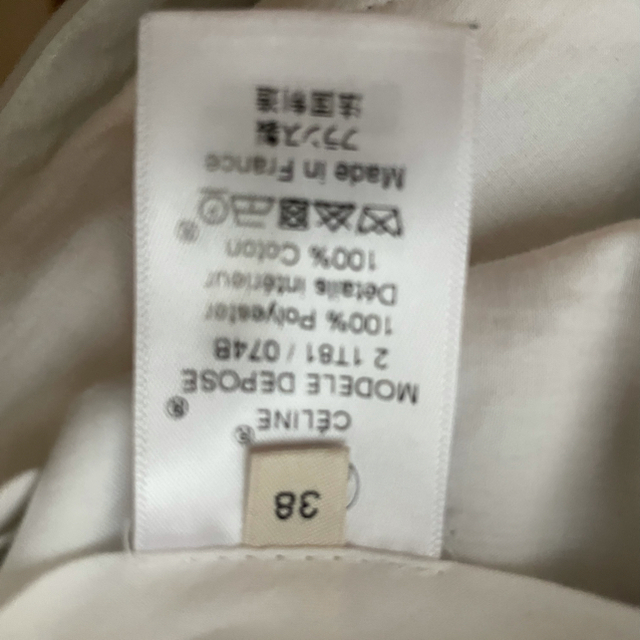 38
CÉLINE ®
MODELE DEPOSE ®
2 1T81 / 074B
100% Polyester
Détails intérieur
100% Coton
®
Made in France
フランス製
法国制造